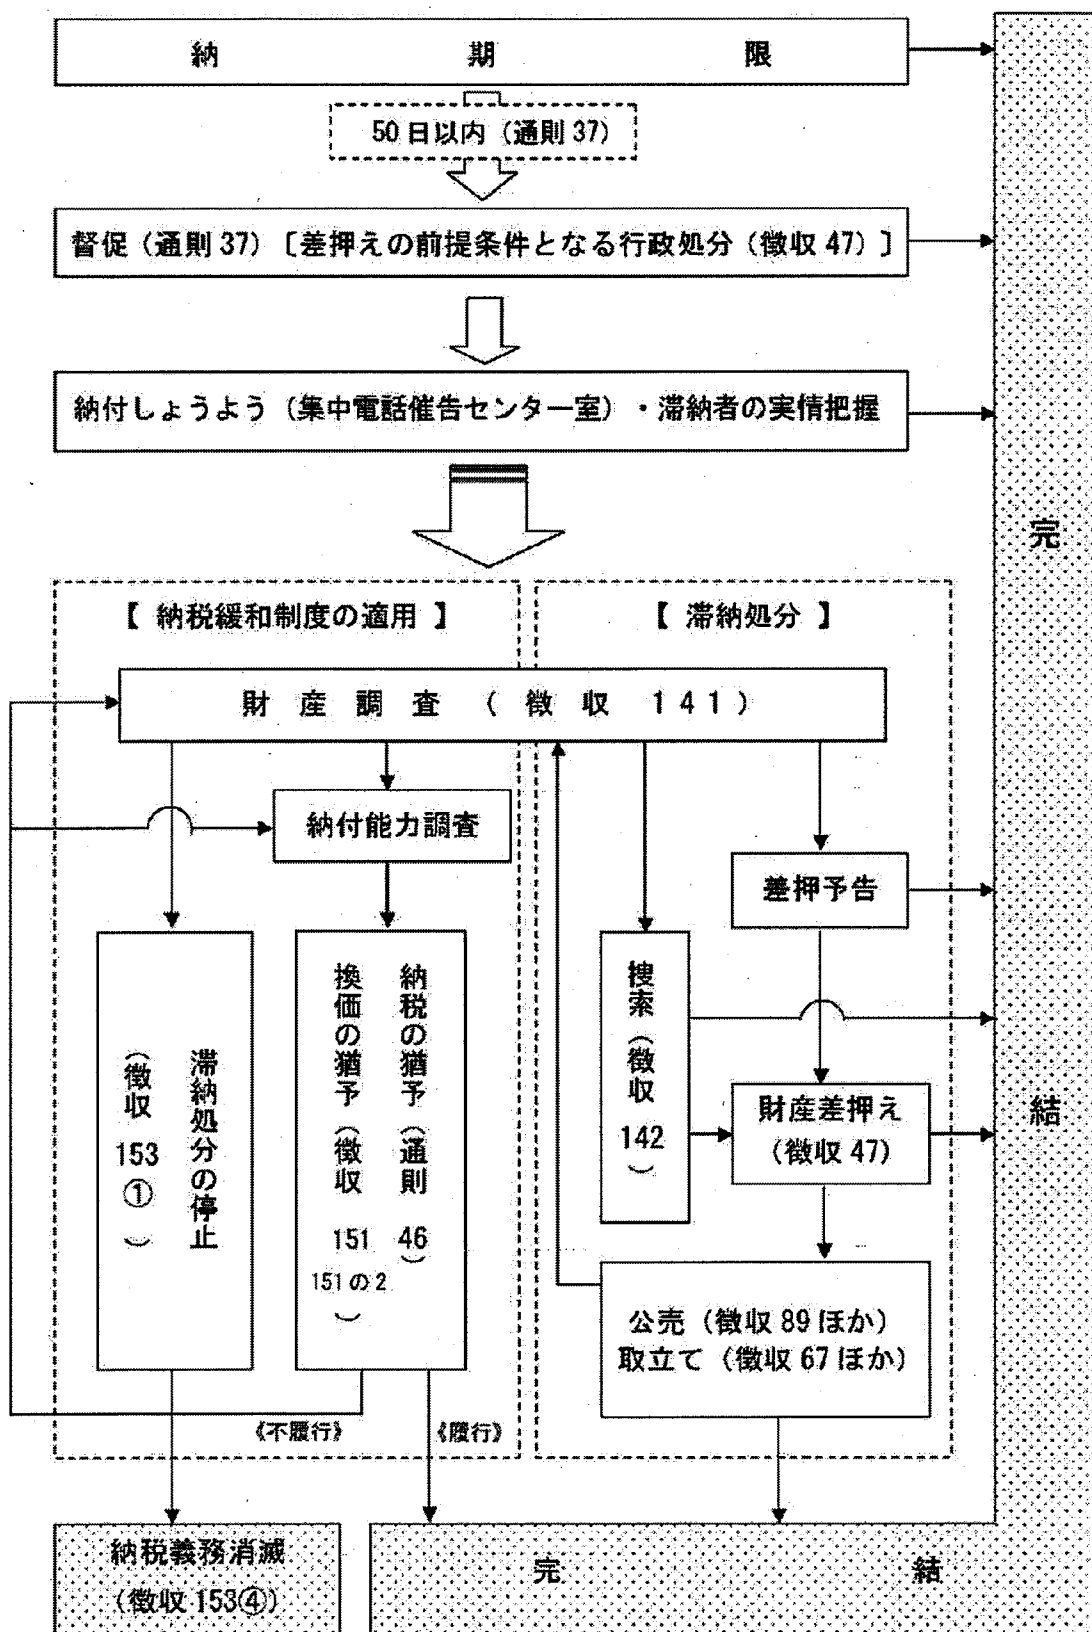 納期限
50日以内（通則37）
督促（通則37）〔差押えの前提条件となる行政処分（徴収47）〕
納付しょうよう（集中電話催告センター室）・滞納者の実情把握
【 納税緩和制度の適用 】
【 滞納処分 】
財産調査（徴収141）
納付能力調査
差押予告
滞納処分の停止
（徴収153①）
納税の猶予（通則46）
換価の猶予（徴収151
151の2）
捜索（徴収142）
財産差押え
（徴収47）
公売（徴収89ほか）
取立て（徴収67ほか）
《不履行》
《履行》
納税義務消滅
（徴収153④）
完結
完結